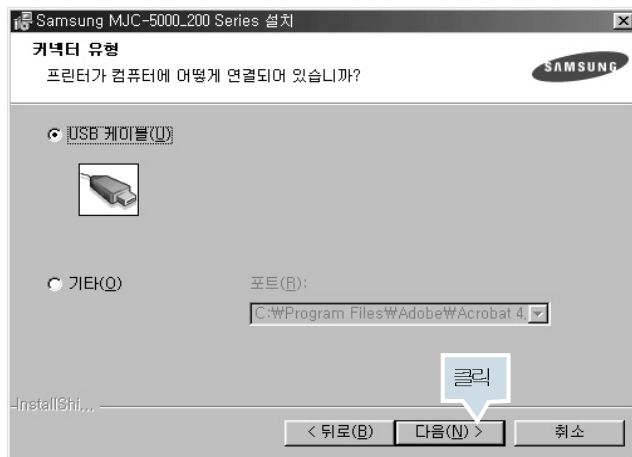 Samsung MJC-5000_200 Series 설치
커넥터 유형
프린터가 컴퓨터에 어떻게 연결되어 있습니까?
SAMSUNG
USB 케이블(U)
기타(O)
포트(R):
C:₩Program Files₩Adobe₩Acrobat 4,
클릭
InstallShi...
< 뒤로(B)
다음(N) >
취소